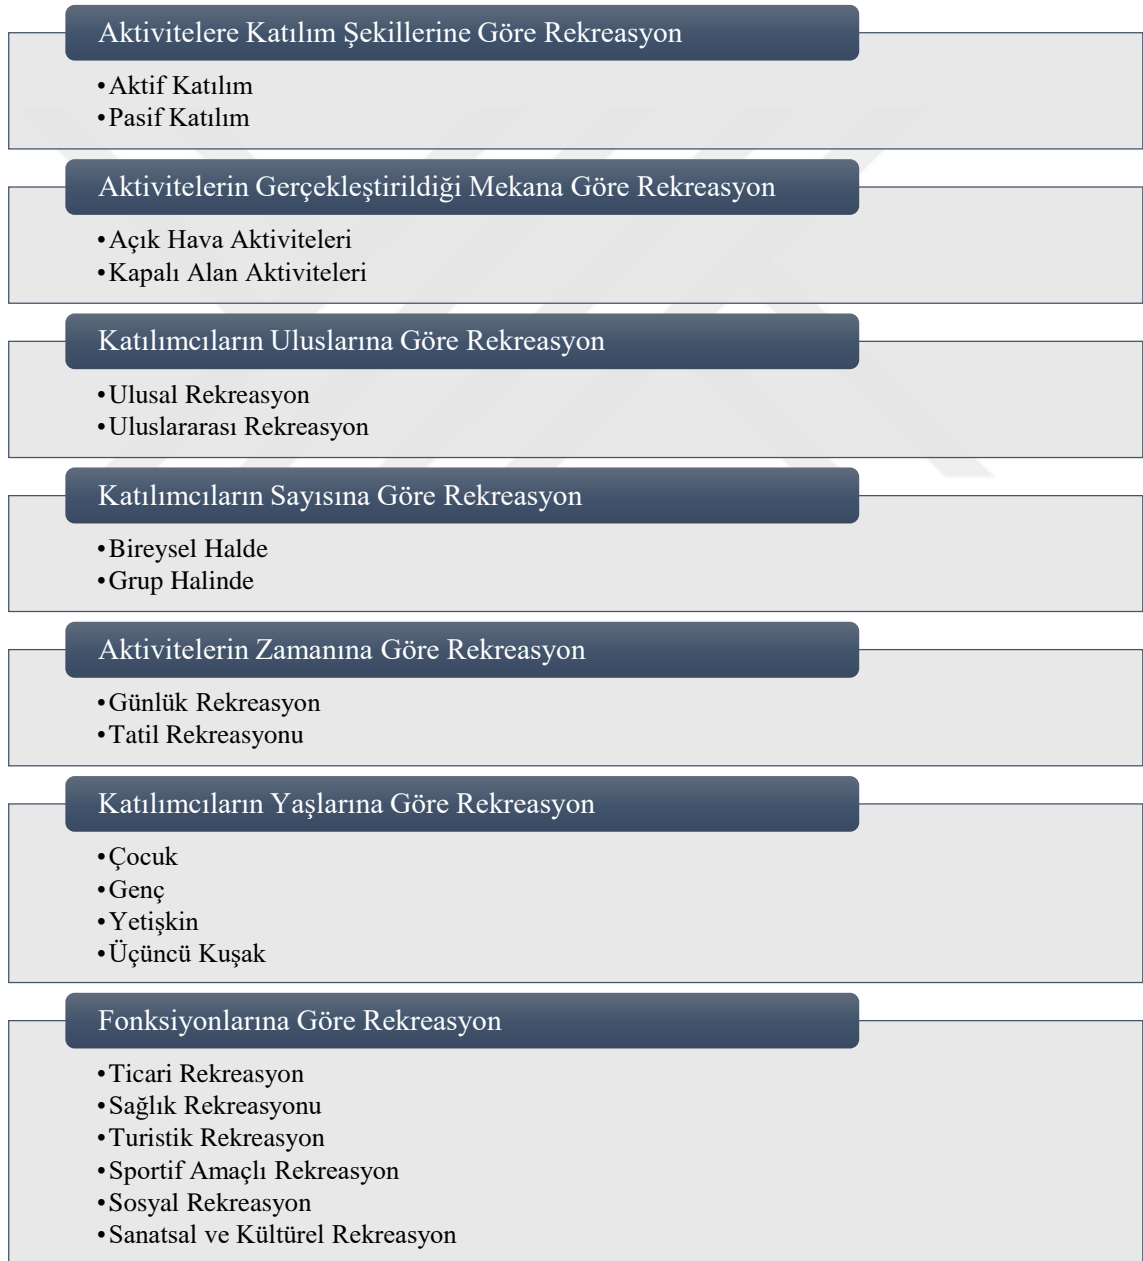 Aktivitelere Katılım Şekillerine Göre Rekreasyon
•Aktif Katılım
•Pasif Katılım
Aktivitelerin Gerçekleştirildiği Mekana Göre Rekreasyon
•Açık Hava Aktiviteleri
•Kapalı Alan Aktiviteleri
Katılımcıların Uluslarına Göre Rekreasyon
•Ulusal Rekreasyon
•Uluslararası Rekreasyon
Katılımcıların Sayısına Göre Rekreasyon
•Bireysel Halde
•Grup Halinde
Aktivitelerin Zamanına Göre Rekreasyon
•Günlük Rekreasyon
•Tatil Rekreasyonu
Katılımcıların Yaşlarına Göre Rekreasyon
•Çocuk
•Genç
•Yetişkin
•Üçüncü Kuşak
Fonksiyonlarına Göre Rekreasyon
•Ticari Rekreasyon
•Sağlık Rekreasyonu
•Turistik Rekreasyon
•Sportif Amaçlı Rekreasyon
•Sosyal Rekreasyon
•Sanatsal ve Kültürel Rekreasyon